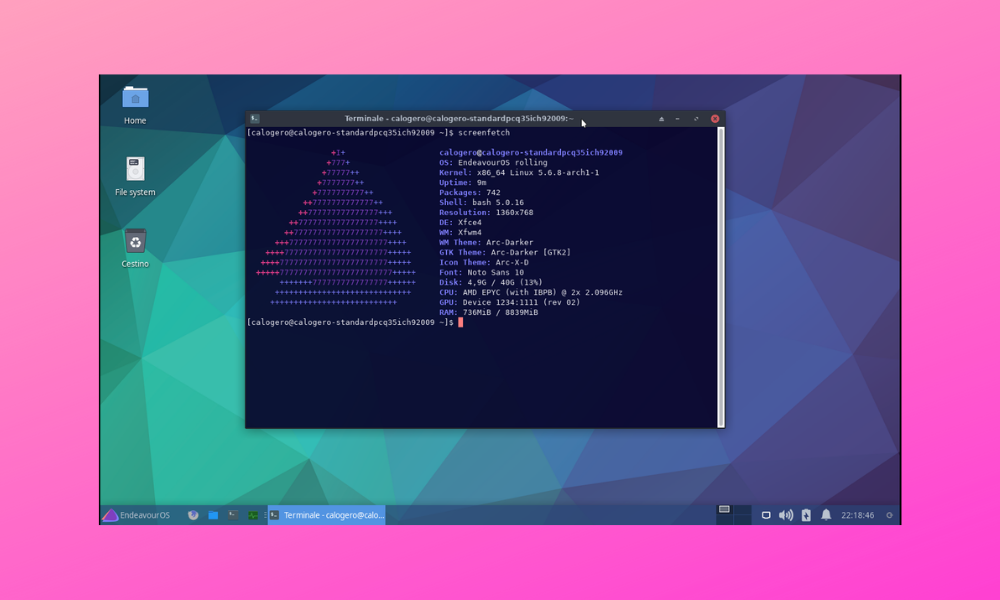 Home
File system
Cestino
Terminale - calogero@calogero-standardpcq35ich92009:~
[calogero@calogero-standardpcq35ich92009 ~]$ screenfetch
+I+
+777+
+77777++
+7777777++
+7777777777++
++7777777777777++
++777777777777777+++
++77777777777777777++++
++7777777777777777777++++
+++77777777777777777777++++
++++7777777777777777777777+++++
++++77777777777777777777777+++++
+++++777777777777777777777777+++++
+++++++7777777777777777++++++
+++++++++++++++++++++++++++++
+++++++++++++++++++++++++++
calogero@calogero-standardpcq35ich92009
OS: EndeavourOS rolling
Kernel: x86_64 Linux 5.6.8-arch1-1
Uptime: 9m
Packages: 742
Shell: bash 5.0.16
Resolution: 1360x768
DE: Xfce4
WM: Xfwm4
WM Theme: Arc-Darker
GTK Theme: Arc-Darker [GTK2]
Icon Theme: Arc-X-D
Font: Noto Sans 10
Disk: 4,9G / 40G (13%)
CPU: AMD EPYC (with IBPB) @ 2x 2.096GHz
GPU: Device 1234:1111 (rev 02)
RAM: 736MiB / 8839MiB
[calogero@calogero-standardpcq35ich92009 ~]$
EndeavourOS
Terminale - calogero@calo...
22:18:46